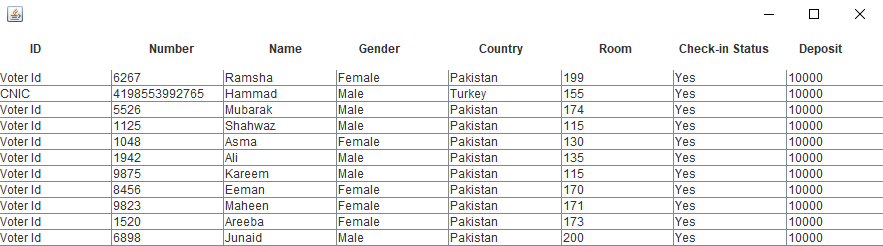 ID Number Name Gender Country Room Check-in Status Deposit
Voter Id 6267 Ramsha Female Pakistan 199 Yes 10000
CNIC 4198553992765 Hammad Male Turkey 155 Yes 10000
Voter Id 5526 Mubarak Male Pakistan 174 Yes 10000
Voter Id 1125 Shahwaz Male Pakistan 115 Yes 10000
Voter Id 1048 Asma Female Pakistan 130 Yes 10000
Voter Id 1942 Ali Male Pakistan 135 Yes 10000
Voter Id 9875 Kareem Male Pakistan 115 Yes 10000
Voter Id 8456 Eeman Female Pakistan 170 Yes 10000
Voter Id 9823 Maheen Female Pakistan 171 Yes 10000
Voter Id 1520 Areeba Female Pakistan 173 Yes 10000
Voter Id 6898 Junaid Male Pakistan 200 Yes 10000